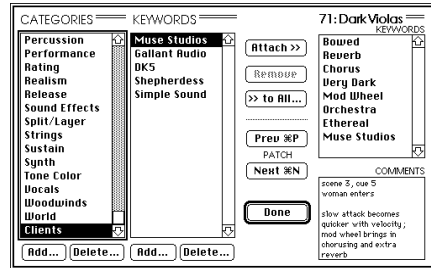 CATEGORIES
Percussion
Performance
Rating
Realism
Release
Sound Effects
Split/Layer
Strings
Sustain
Synth
Tone Color
Vocals
Woodwinds
World
Clients
Add...
Delete...
KEYWORDS
Muse Studios
Gallant Audio
DK5
Shepherdess
Simple Sound
Add...
Delete...
Attach >>
Remove
>> to All...
Prev ⌘P
PATCH
Next ⌘N
Done
71: Dark Violas
KEYWORDS
Bowed
Reverb
Chorus
Very Dark
Mod Wheel
Orchestra
Ethereal
Muse Studios
COMMENTS
scene 3, cue 5
woman enters
slow attack becomes
quicker with velocity;
mod wheel brings in
chorusing and extra
reverb